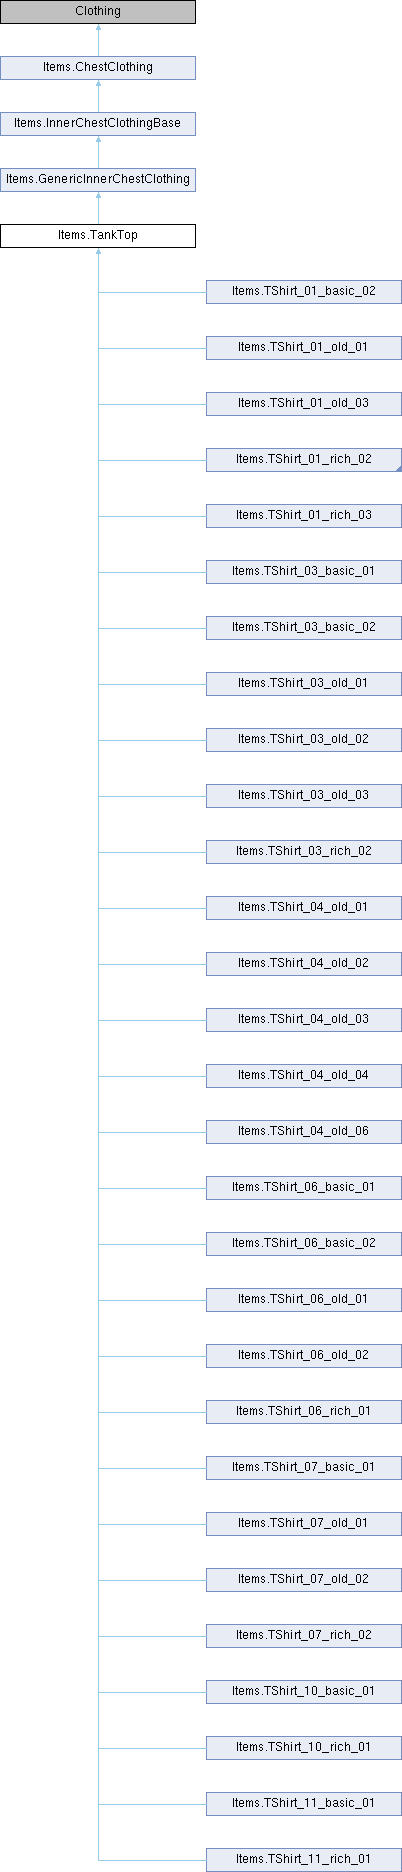 Clothing
Items.ChestClothing
Items.InnerChestClothingBase
Items.GenericInnerChestClothing
Items.TankTop
Items.TShirt_01_basic_02
Items.TShirt_01_old_01
Items.TShirt_01_old_03
Items.TShirt_01_rich_02
Items.TShirt_01_rich_03
Items.TShirt_03_basic_01
Items.TShirt_03_basic_02
Items.TShirt_03_old_01
Items.TShirt_03_old_02
Items.TShirt_03_old_03
Items.TShirt_03_rich_02
Items.TShirt_04_old_01
Items.TShirt_04_old_02
Items.TShirt_04_old_03
Items.TShirt_04_old_04
Items.TShirt_04_old_06
Items.TShirt_06_basic_01
Items.TShirt_06_basic_02
Items.TShirt_06_old_01
Items.TShirt_06_old_02
Items.TShirt_06_rich_01
Items.TShirt_07_basic_01
Items.TShirt_07_old_01
Items.TShirt_07_old_02
Items.TShirt_07_rich_02
Items.TShirt_10_basic_01
Items.TShirt_10_rich_01
Items.TShirt_11_basic_01
Items.TShirt_11_rich_01